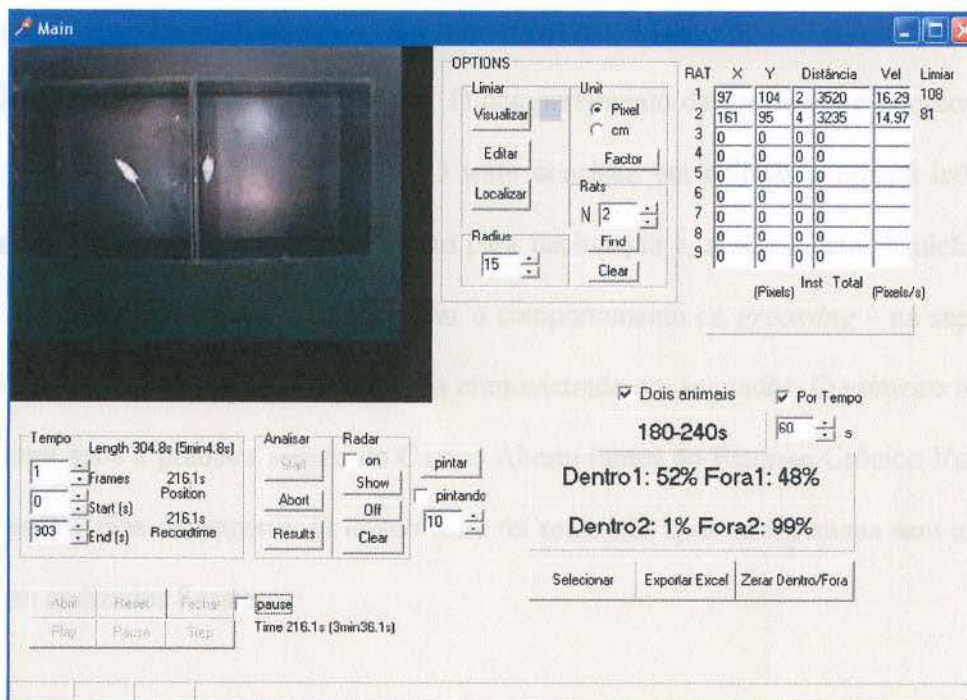 Main
OPTIONS
Limiar
Visualizar
Editar
Localizar
Radius
15
Unit
Pixel
cm
Factor
Rats
N 2
Find
Clear
RAT X Y Distância Vel Limiar
1 97 104 2 3520 16.29 108
2 161 95 4 3235 14.97 81
3 0 0 0 0
4 0 0 0 0
5 0 0 0 0
6 0 0 0 0
7 0 0 0 0
8 0 0 0 0
9 0 0 0 0
Inst Total
(Pixels) (Pixels/s)
Dois animais
Por Tempo
60 s
180-240s
Dentro1: 52% Fora1: 48%
Dentro2: 1% Fora2: 99%
Selecionar Exportar Excel Zerar Dentro/Fora
Tempo
Length 304.8s (5min4.8s)
1 Frames
216.1s
Position
0 Start (s)
216.1s
Recordtime
303 End (s)
Analisar
Start
Abort
Results
Radar
on
Show
Off
Clear
pintar
pintando
10
Abrir Reset Fechar
pause
Play Pause Step
Time 216.1s (3min36.1s)